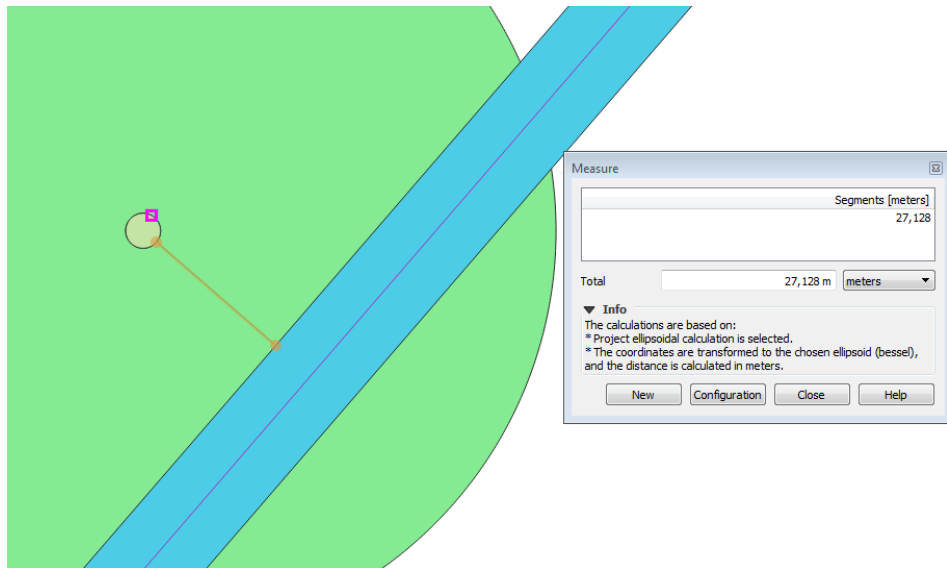 Measure
Segments [meters]
27,128
Total 27,128 m meters
Info
The calculations are based on:
* Project ellipsoidal calculation is selected.
* The coordinates are transformed to the chosen ellipsoid (bessel),
and the distance is calculated in meters.
New Configuration Close Help